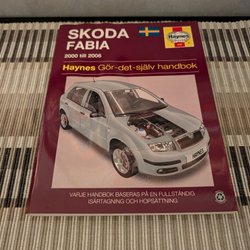 SKODA
FABIA
2000 till 2006
Haynes
Haynes Gör-det-själv handbok
VARJE HANDBOK BASERAS PÅ EN FULLSTÄNDIG
ISÄRTAGNING OCH HOPSÄTTNING